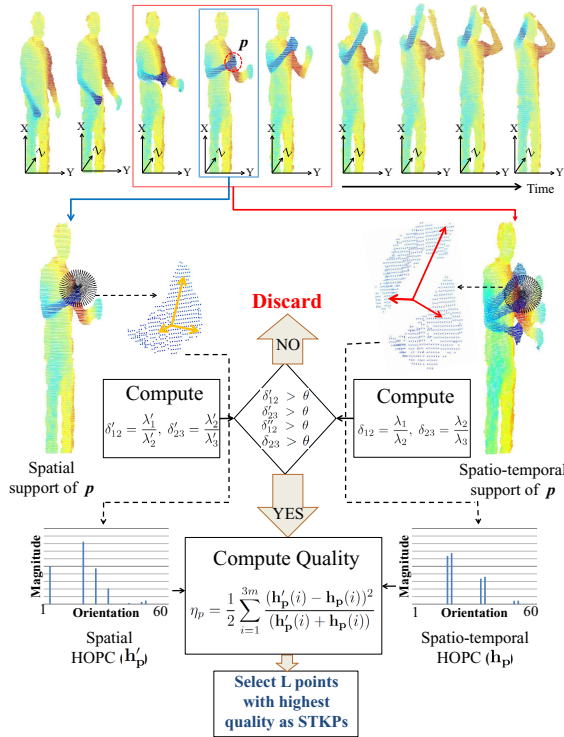 p
X X X X X X X X
Z Z Z Z Z Z Z Z
Y Y Y Y Y Y Y Y
Time
Discard
NO
Compute
δ′₁₂ = λ′₁/λ′₂, δ′₂₃ = λ′₂/λ′₃
δ′₁₂ > θ
δ′₂₃ > θ
δ″₁₂ > θ
δ₂₃ > θ
Compute
δ₁₂ = λ₁/λ₂, δ₂₃ = λ₂/λ₃
Spatial
support of p
Spatio-temporal
support of p
YES
Magnitude
1 Orientation 60
Spatial
HOPC (h′ₚ)
Compute Quality
ηₚ = 1/2 ∑_{i=1}^{3m} (h′ₚ(i) − hₚ(i))²/(h′ₚ(i) + hₚ(i))
Magnitude
1 Orientation 60
Spatio-temporal
HOPC (hₚ)
Select L points
with highest
quality as STKPs